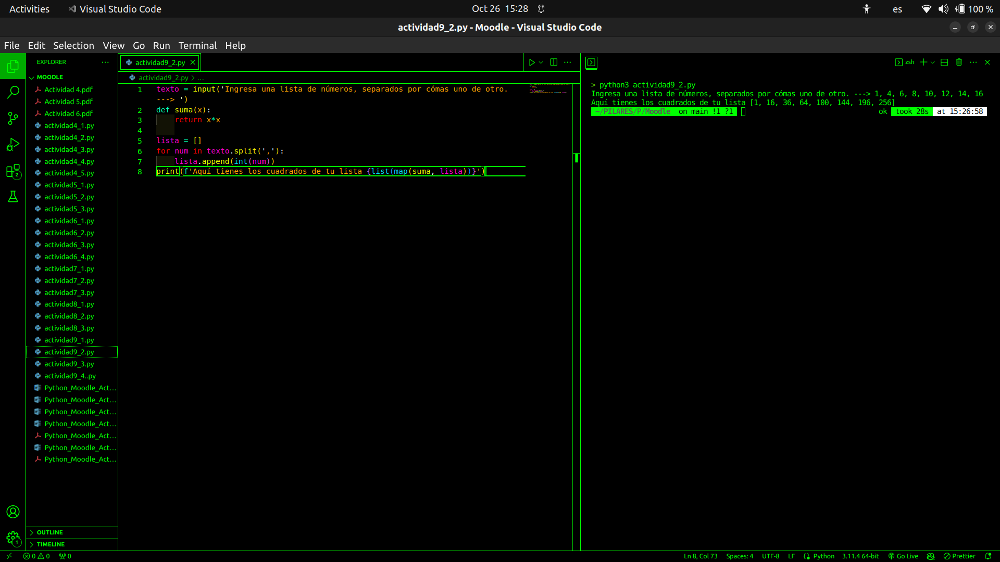 Activities Visual Studio Code Oct 26 15:28 es 100 %
actividad9_2.py - Moodle - Visual Studio Code
File Edit Selection View Go Run Terminal Help
EXPLORER
MOODLE
Actividad 4.pdf
Actividad 5.pdf
Actividad 6.pdf
actividad4_1.py
actividad4_2.py
actividad4_3.py
actividad4_4.py
actividad4_5.py
actividad5_1.py
actividad5_2.py
actividad5_3.py
actividad6_1.py
actividad6_2.py
actividad6_3.py
actividad6_4.py
actividad7_1.py
actividad7_2.py
actividad7_3.py
actividad8_1.py
actividad8_2.py
actividad8_3.py
actividad9_1.py
actividad9_2.py
actividad9_3.py
actividad9_4..py
Python_Moodle_Act...
Python_Moodle_Act...
Python_Moodle_Act...
Python_Moodle_Act...
Python_Moodle_Act...
Python_Moodle_Act...
Python_Moodle_Act...
OUTLINE
TIMELINE
2
1
actividad9_2.py
actividad9_2.py > ...
1 texto = input('Ingresa una lista de números, separados por cómas uno de otro.
---> ')
2 def suma(x):
3 return x*x
4
5 lista = []
6 for num in texto.split(','):
7 lista.append(int(num))
8 print(f'Aquí tienes los cuadrados de tu lista {list(map(suma, lista))}')
zsh
> python3 actividad9_2.py
Ingresa una lista de números, separados por cómas uno de otro. ---> 1, 4, 6, 8, 10, 12, 14, 16
Aquí tienes los cuadrados de tu lista [1, 16, 36, 64, 100, 144, 196, 256]
~/PILARES/P/Moodle on main !1 ?1 ok took 28s at 15:26:58
0 0 0 Ln 8, Col 73 Spaces: 4 UTF-8 LF Python 3.11.4 64-bit Go Live Prettier